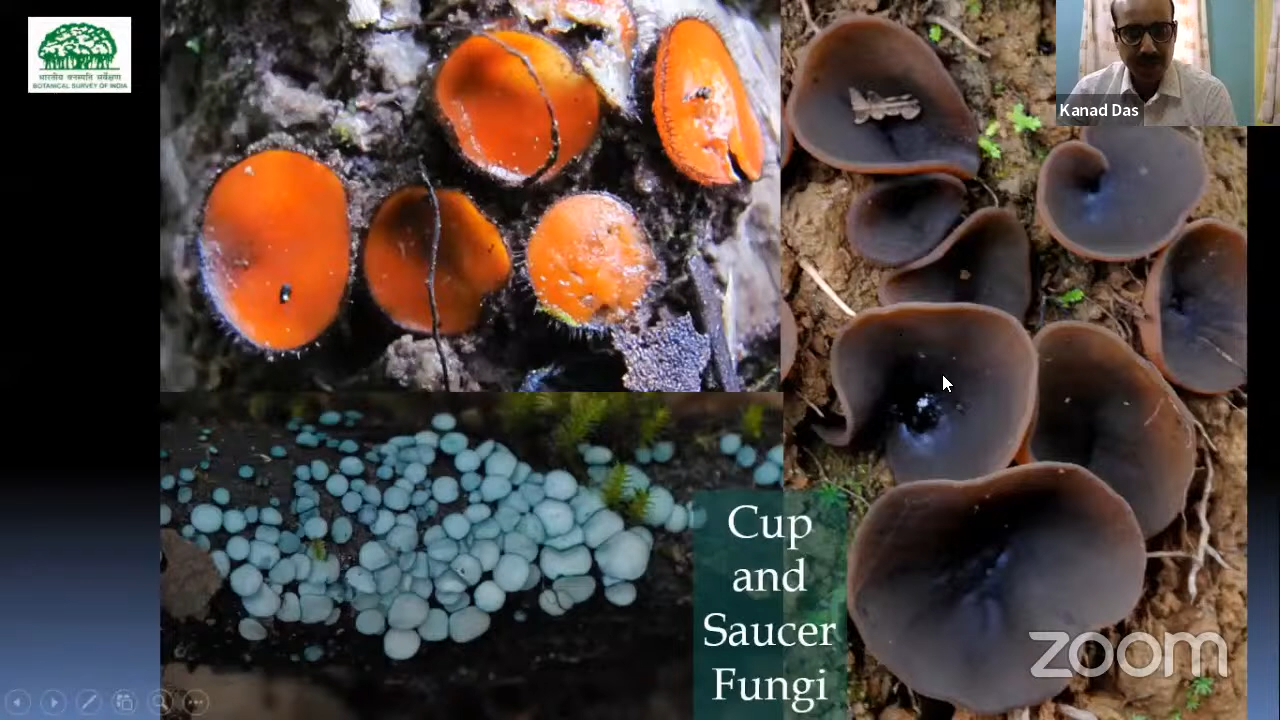 भारतीय वनस्पति सर्वेक्षण
BOTANICAL SURVEY OF INDIA
Kanad Das
Cup
and
Saucer
Fungi
zoom